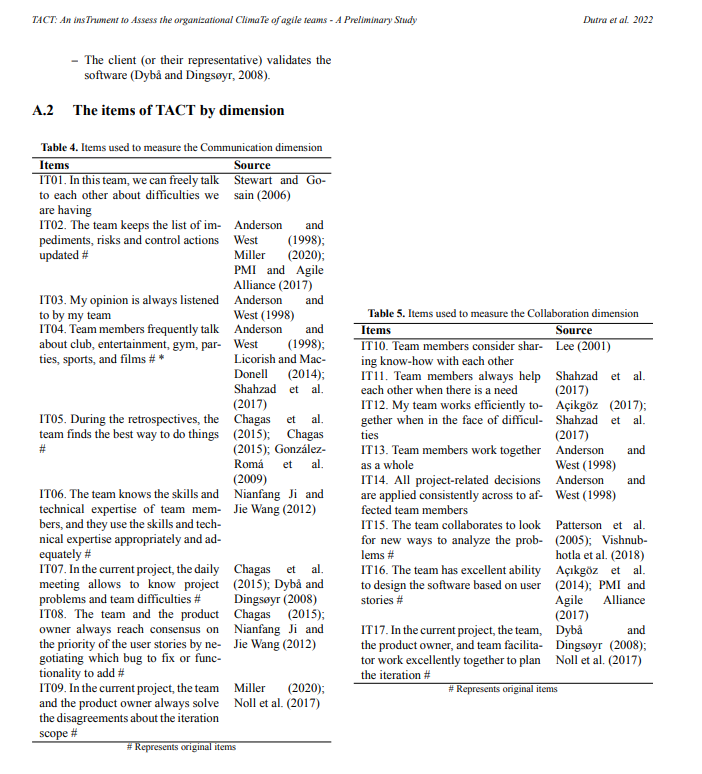 TACT: An insTrument to Assess the organizational ClimaTe of agile teams - A Preliminary Study
Dutra et al. 2022
– The client (or their representative) validates the
software (Dybå and Dingsøyr, 2008).
A.2 The items of TACT by dimension
Table 4. Items used to measure the Communication dimension
Items Source
IT01. In this team, we can freely talk Stewart and Go-
to each other about difficulties we sain (2006)
are having
IT02. The team keeps the list of im- Anderson and
pediments, risks and control actions West (1998);
updated # Miller (2020);
PMI and Agile
Alliance (2017)
IT03. My opinion is always listened Anderson and
to by my team West (1998)
IT04. Team members frequently talk Anderson and
about club, entertainment, gym, par- West (1998);
ties, sports, and films # * Licorish and Mac-
Donell (2014);
Shahzad et al.
(2017)
IT05. During the retrospectives, the Chagas et al.
team finds the best way to do things (2015); Chagas
# (2015); González-
Romá et al.
(2009)
IT06. The team knows the skills and Nianfang Ji and
technical expertise of team mem- Jie Wang (2012)
bers, and they use the skills and tech-
nical expertise appropriately and ad-
equately #
IT07. In the current project, the daily Chagas et al.
meeting allows to know project (2015); Dybå and
problems and team difficulties # Dingsøyr (2008)
IT08. The team and the product Chagas (2015);
owner always reach consensus on Nianfang Ji and
the priority of the user stories by ne- Jie Wang (2012)
gotiating which bug to fix or func-
tionality to add #
IT09. In the current project, the team Miller (2020);
and the product owner always solve Noll et al. (2017)
the disagreements about the iteration
scope #
# Represents original items
Table 5. Items used to measure the Collaboration dimension
Items Source
IT10. Team members consider shar- Lee (2001)
ing know-how with each other
IT11. Team members always help Shahzad et al.
each other when there is a need (2017)
IT12. My team works efficiently to- Açikgöz (2017);
gether when in the face of difficul- Shahzad et al.
ties (2017)
IT13. Team members work together Anderson and
as a whole West (1998)
IT14. All project-related decisions Anderson and
are applied consistently across to af- West (1998)
fected team members
IT15. The team collaborates to look Patterson et al.
for new ways to analyze the prob- (2005); Vishnub-
lems # hotla et al. (2018)
IT16. The team has excellent ability Açıkgöz et al.
to design the software based on user (2014); PMI and
stories # Agile Alliance
(2017)
IT17. In the current project, the team, Dybå and
the product owner, and team facilita- Dingsøyr (2008);
tor work excellently together to plan Noll et al. (2017)
the iteration #
# Represents original items